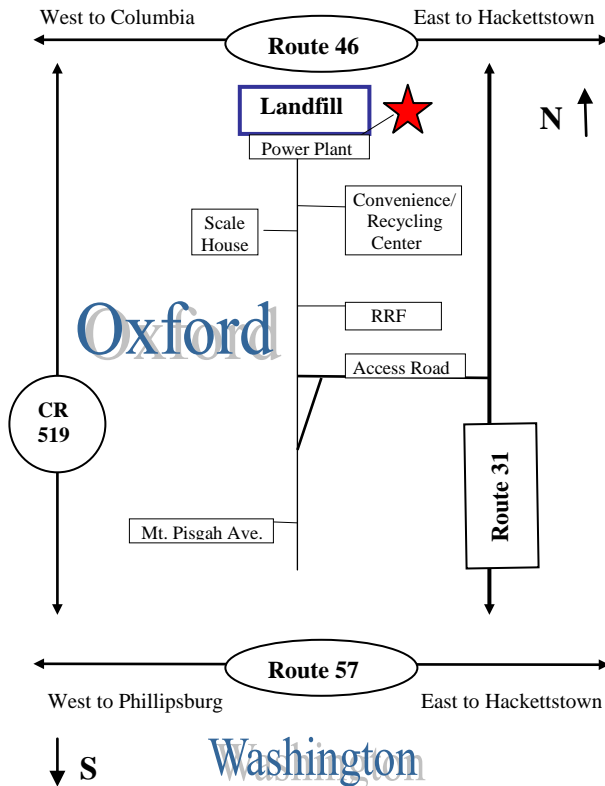 West to Columbia
East to Hackettstown
Route 46
Landfill
N
Power Plant
Convenience/
Recycling
Center
Scale
House
Oxford
RRF
Access Road
CR
519
Route 31
Mt. Pisgah Ave.
Route 57
West to Phillipsburg
East to Hackettstown
S
Washington